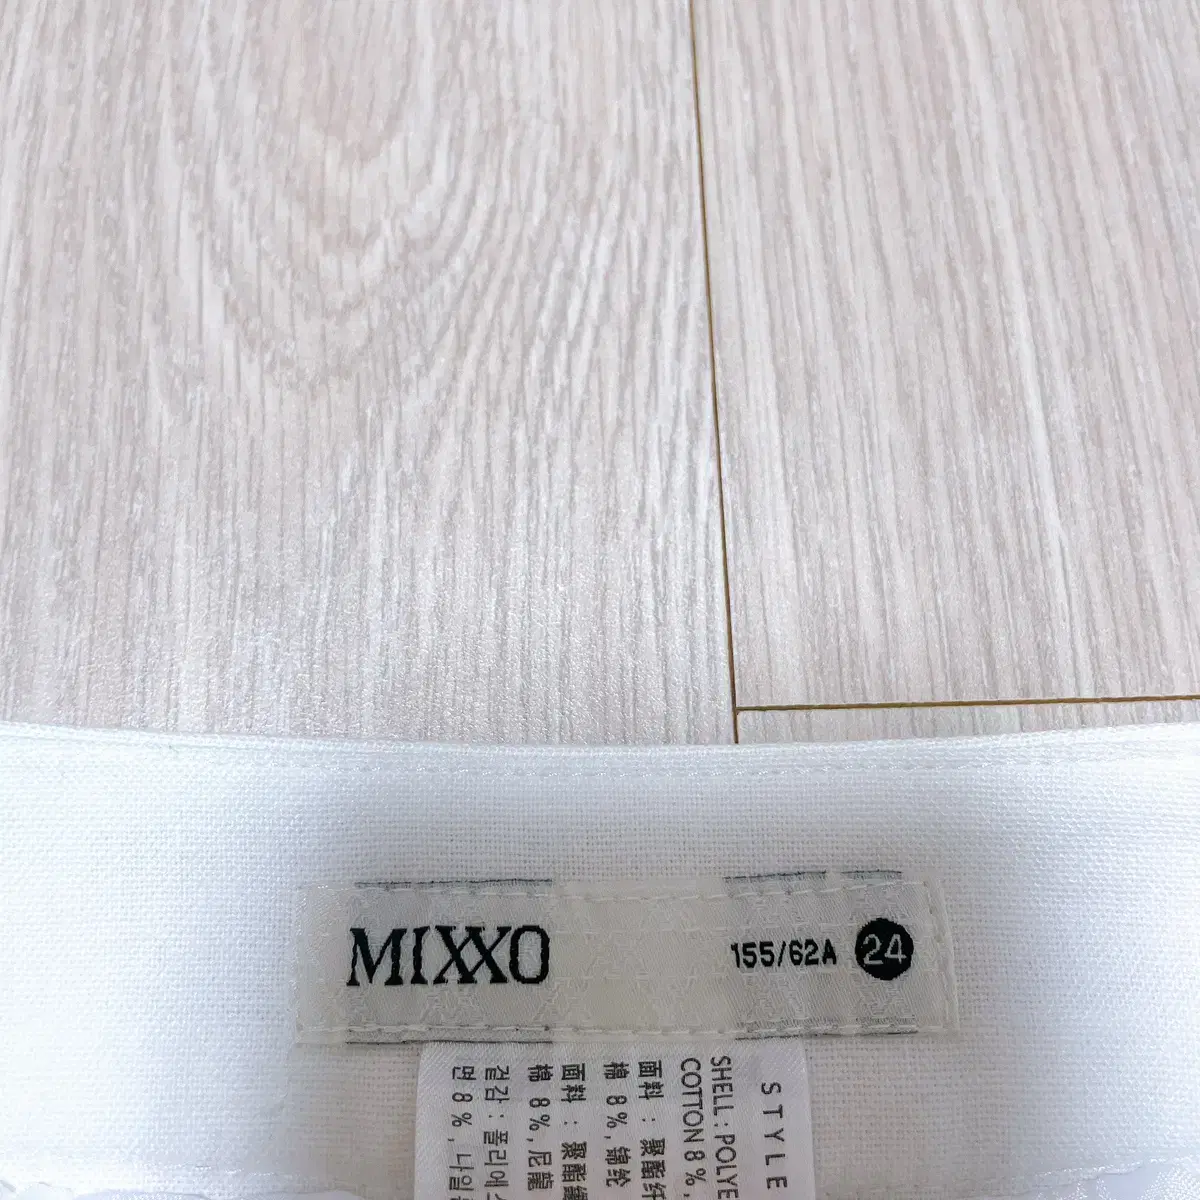 MIXXO
155/62A 24
STYLE
SHELL : POLYE
COTTON 8%,
面料 : 聚酯纤
棉 8%,锦纶
面料 : 聚酯纖
棉 8%,尼龍
겉감 : 폴리에스
면 8%, 나일